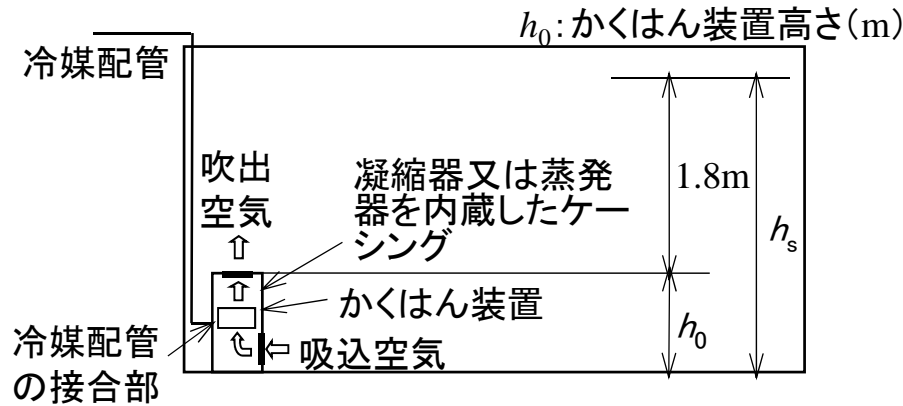 h₀:かくはん装置高さ(m)
冷媒配管
吹出
空気
凝縮器又は蒸発
器を内蔵したケー
シング
1.8m
hₛ
かくはん装置
h₀
冷媒配管
の接合部
吸込空気